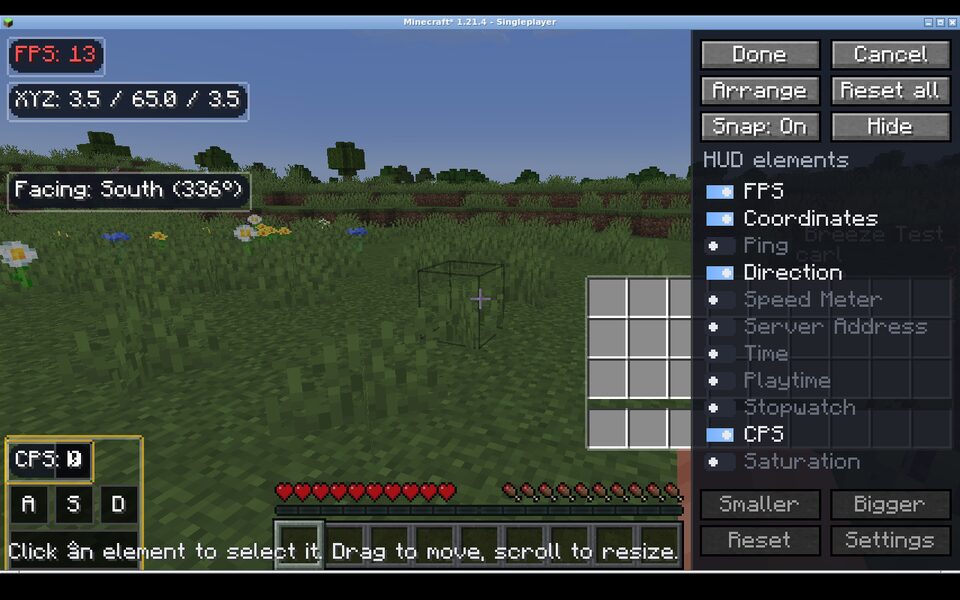 Minecraft* 1.21.4 - Singleplayer
FPS: 13
XYZ: 3.5 / 65.0 / 3.5
Facing: South (336°)
Done
Cancel
Arrange
Reset all
Snap: On
Hide
HUD elements
FPS
Coordinates
Ping
Direction
Speed Meter
Server Address
Time
Playtime
Stopwatch
CPS
Saturation
Smaller
Bigger
Reset
Settings
CPS: 0
A S D
Click an element to select it. Drag to move, scroll to resize.